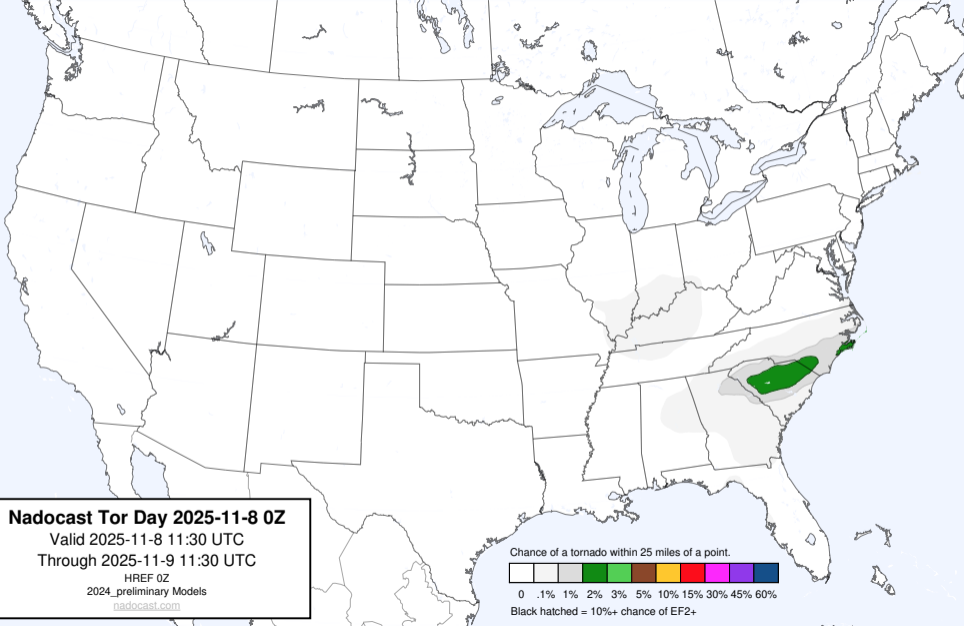 Nadocast Tor Day 2025-11-8 0Z
Valid 2025-11-8 11:30 UTC
Through 2025-11-9 11:30 UTC
HREF 0Z
2024_preliminary Models
nadocast.com
Chance of a tornado within 25 miles of a point.
0 .1% 1% 2% 3% 5% 10% 15% 30% 45% 60%
Black hatched = 10%+ chance of EF2+